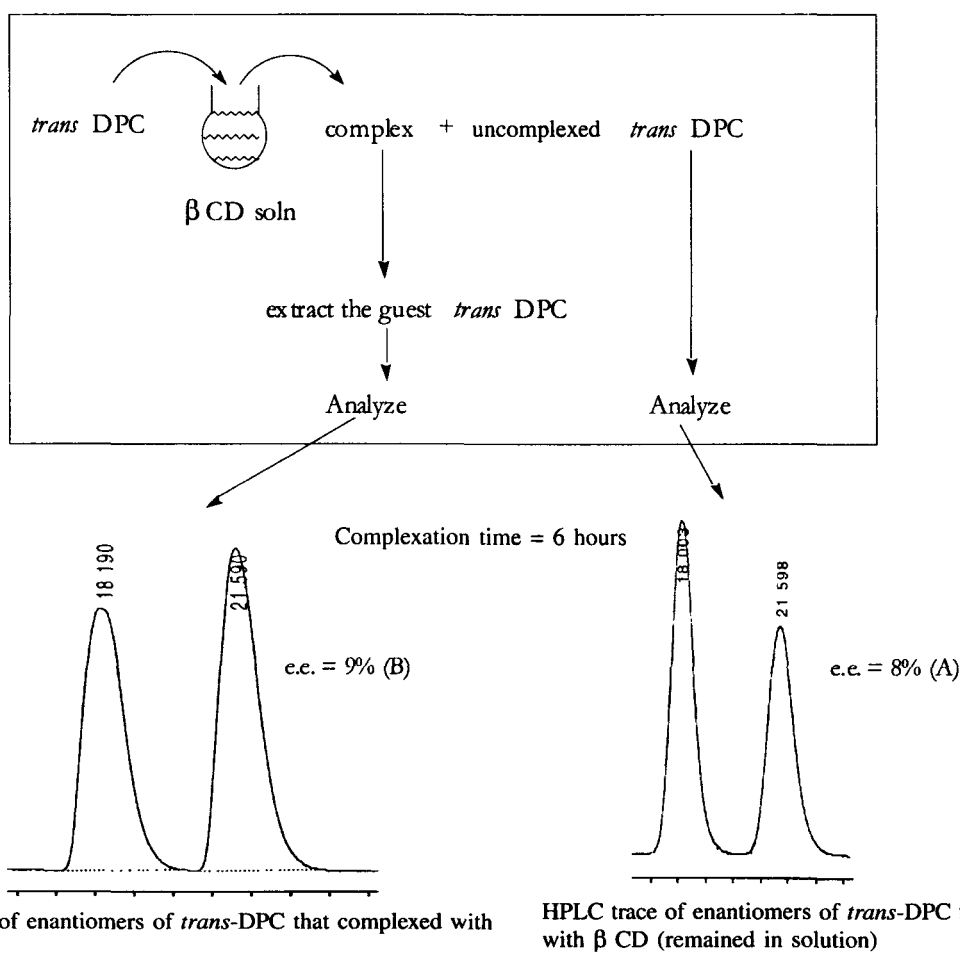 trans DPC
complex + uncomplexed trans DPC
β CD soln
extract the guest trans DPC
Analyze
Analyze
Complexation time = 6 hours
18 190
21 590
e.e. = 9% (B)
18 003
21 598
e.e. = 8% (A)
of enantiomers of trans-DPC that complexed with
HPLC trace of enantiomers of trans-DPC
with β CD (remained in solution)